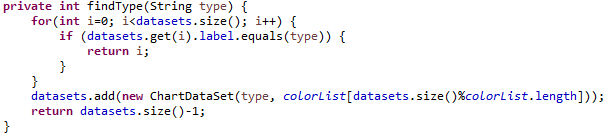 private int findType(String type) {
    for(int i=0; i<datasets.size(); i++) {
        if (datasets.get(i).label.equals(type)) {
            return i;
        }
    }
    datasets.add(new ChartDataSet(type, colorList[datasets.size()%colorList.length]));
    return datasets.size()-1;
}